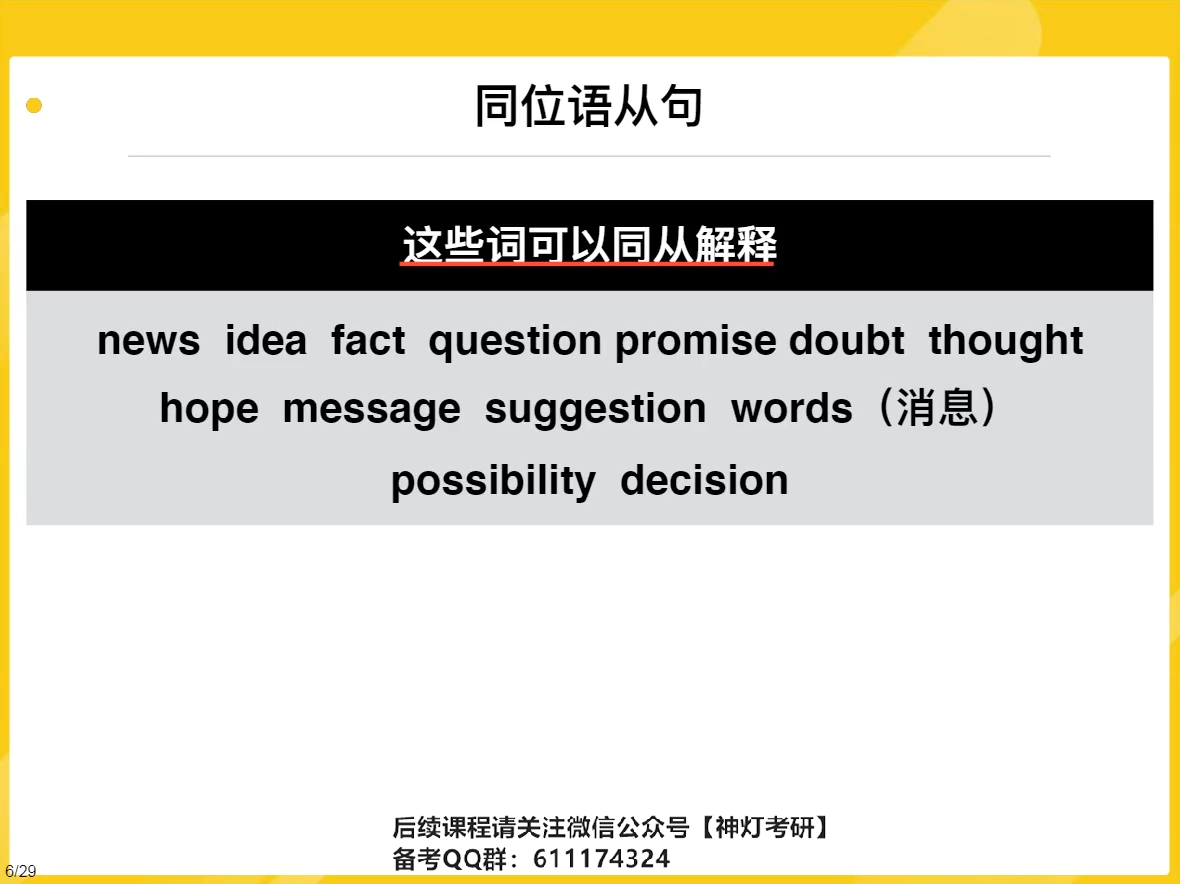 同位语从句
这些词可以同从解释
news idea fact question promise doubt thought
hope message suggestion words（消息）
possibility decision
后续课程请关注微信公众号【神灯考研】
备考QQ群：611174324
6/29